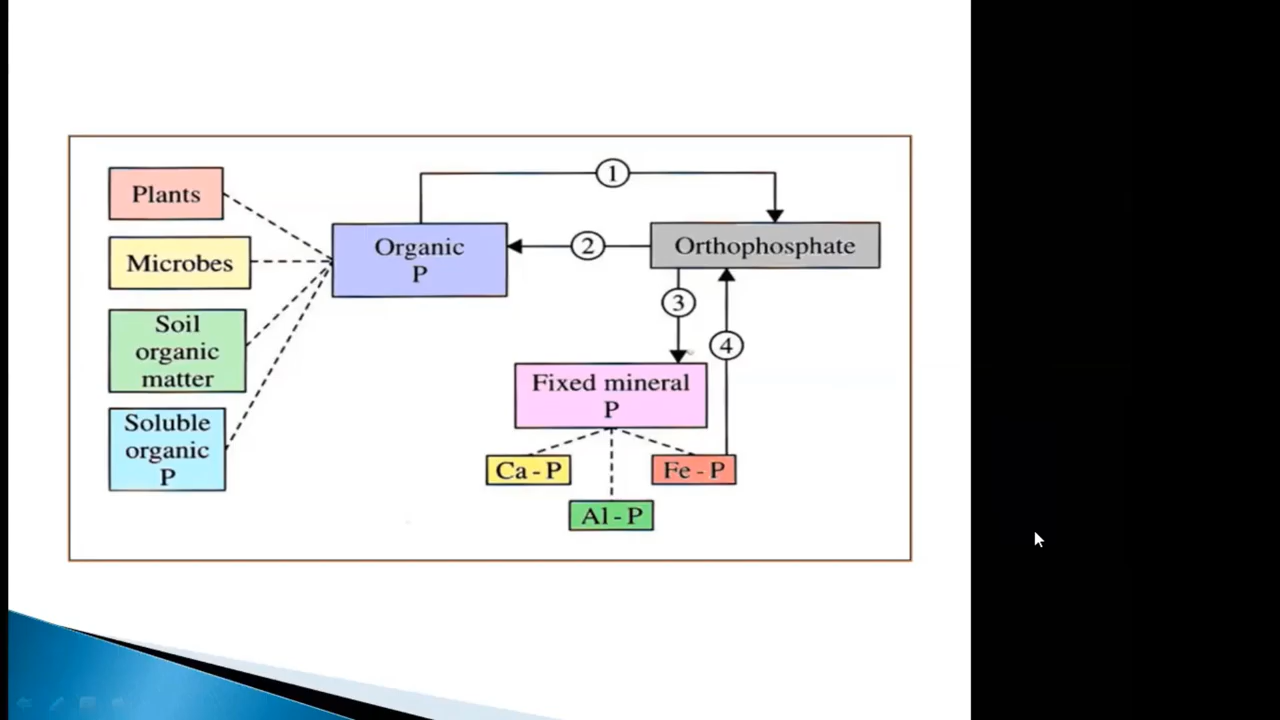 Plants
Microbes
Soil
organic
matter
Soluble
organic
P
Organic
P
1
2
Orthophosphate
3
4
Fixed mineral
P
Ca - P
Al - P
Fe - P